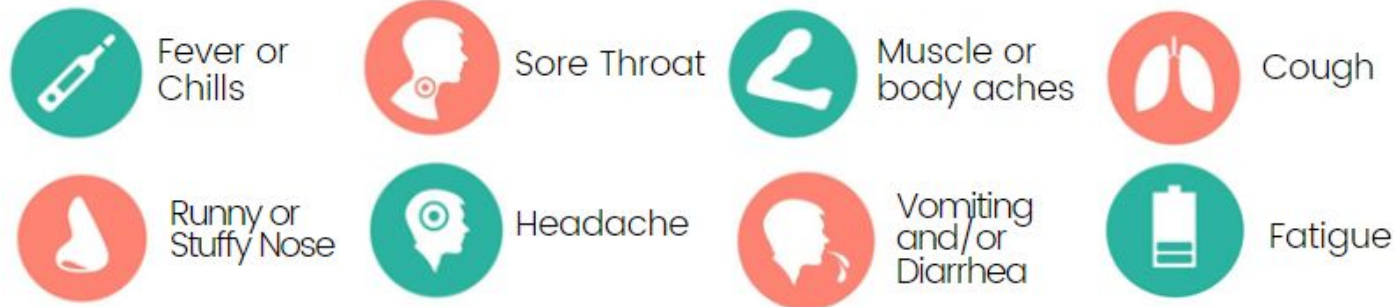 Fever or
Chills
Sore Throat
Muscle or
body aches
Cough
Runny or
Stuffy Nose
Headache
Vomiting
and/or
Diarrhea
Fatigue